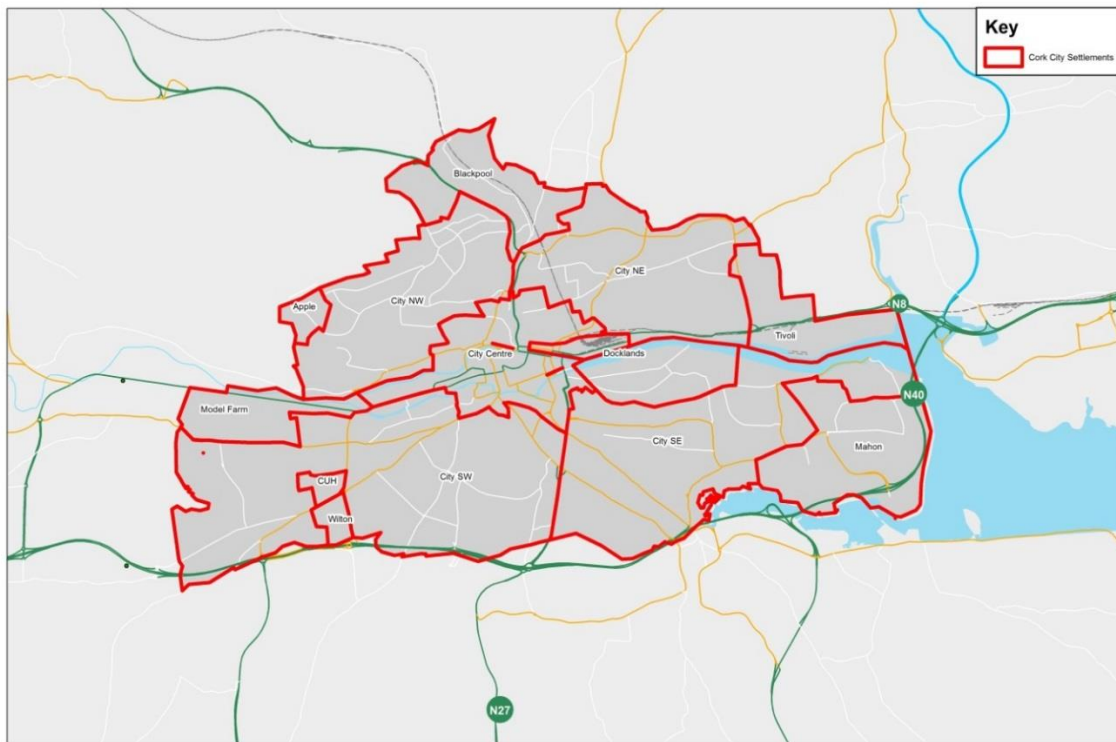 Key
Cork City Settlements
Blackpool
City NE
Apple
City NW
N8
Tivoli
City Centre
Docklands
N40
Model Farm
City SE
Mahon
CUH
City SW
Wilton
N27